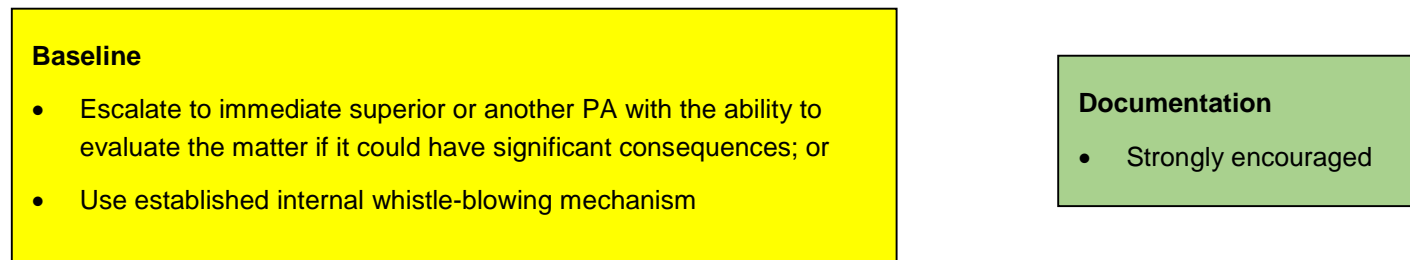 Baseline
• Escalate to immediate superior or another PA with the ability to
evaluate the matter if it could have significant consequences; or
• Use established internal whistle-blowing mechanism
Documentation
• Strongly encouraged